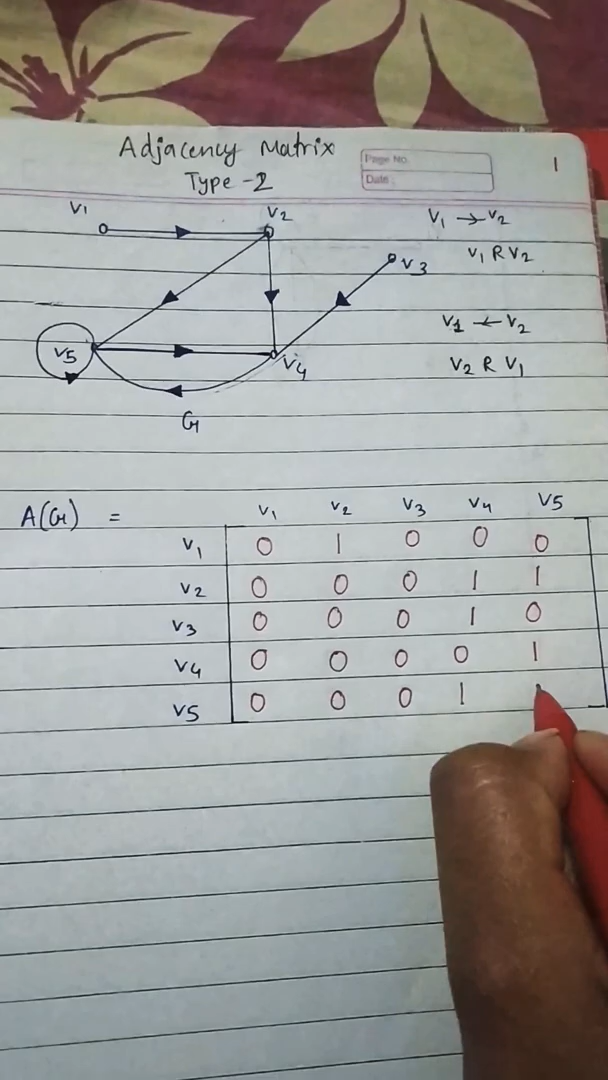 Adjacency Matrix
Type -2
Page No.
Date
1
V1
V2
V1 → V2
V1 R V2
V3
V1 ← V2
V5
V4
V2 R V1
G
A(G) =
V1 V2 V3 V4 V5
V1 0 1 0 0 0
V2 0 0 0 1 1
V3 0 0 0 1 0
V4 0 0 0 0 1
V5 0 0 0 1